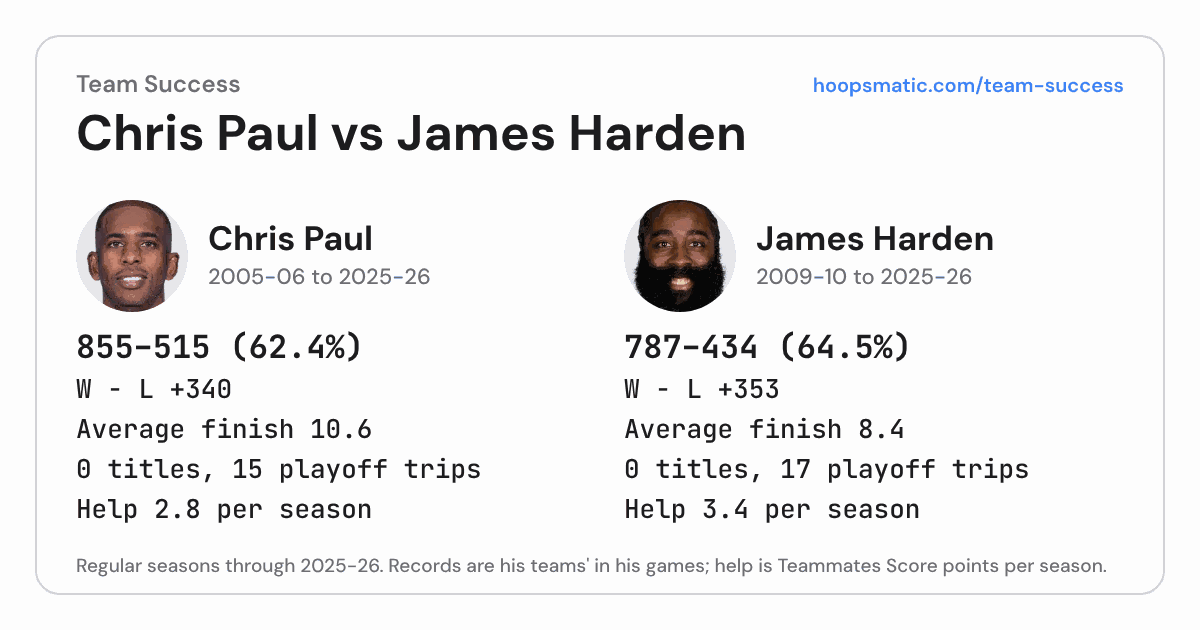 Team Success
hoopsmatic.com/team-success
Chris Paul vs James Harden
Chris Paul
2005-06 to 2025-26
855-515 (62.4%)
W - L +340
Average finish 10.6
0 titles, 15 playoff trips
Help 2.8 per season
James Harden
2009-10 to 2025-26
787-434 (64.5%)
W - L +353
Average finish 8.4
0 titles, 17 playoff trips
Help 3.4 per season
Regular seasons through 2025-26. Records are his teams' in his games; help is Teammates Score points per season.